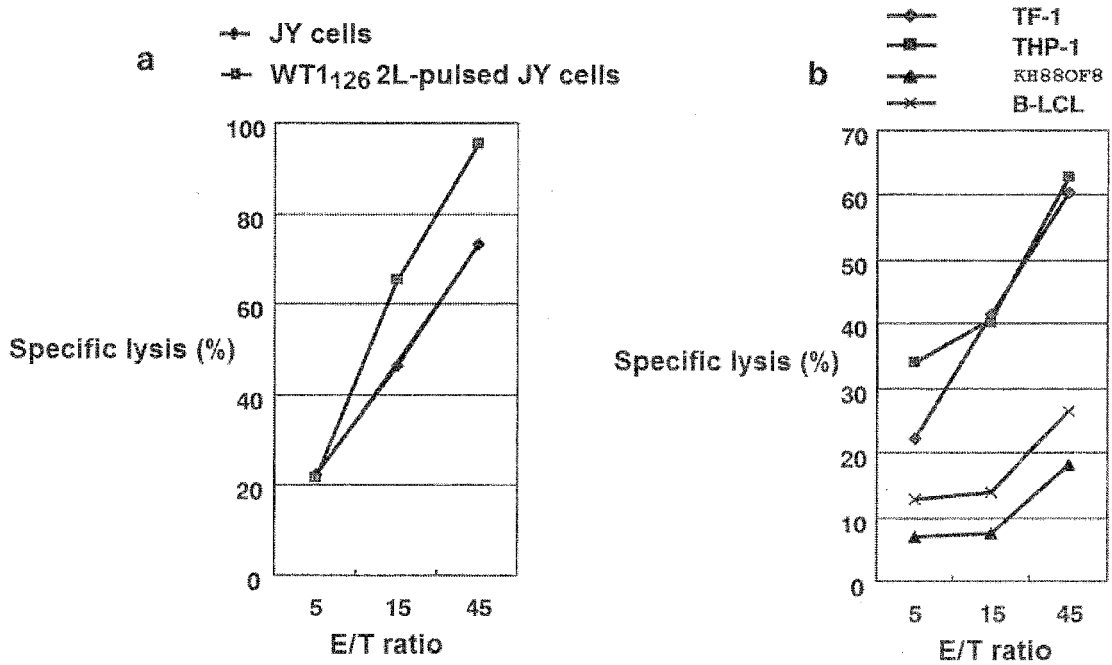 a
JY cells
WT1126 2L-pulsed JY cells
100
80
60
40
20
0
Specific lysis (%)
5 15 45
E/T ratio
b
TF-1
THP-1
KH88OF8
B-LCL
70
60
50
40
30
20
10
0
Specific lysis (%)
5 15 45
E/T ratio